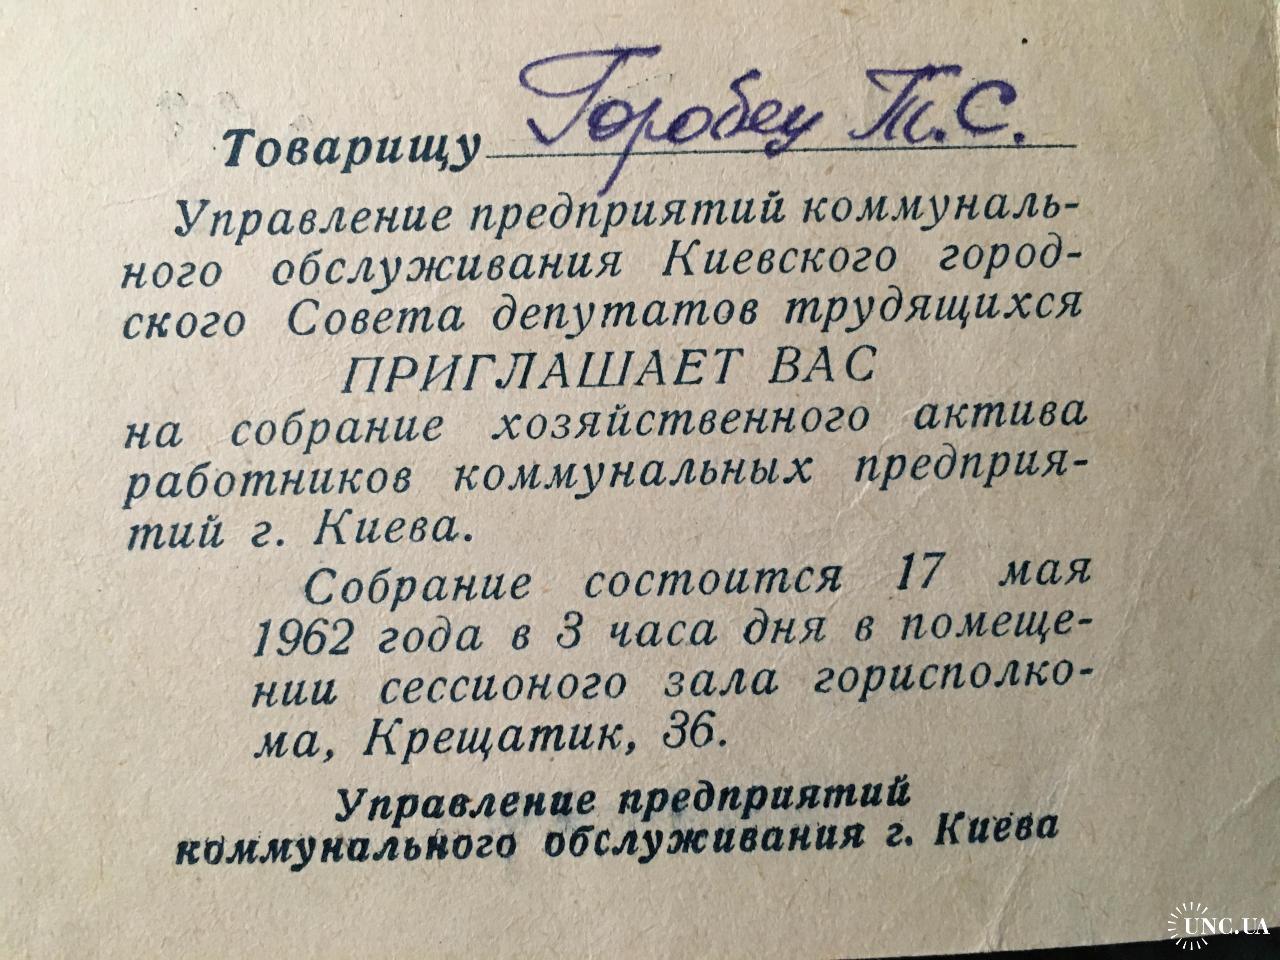 Товарищу Горобец Т.С.
Управление предприятий коммуналь-
ного обслуживания Киевского город-
ского Совета депутатов трудящихся
ПРИГЛАШАЕТ ВАС
на собрание хозяйственного актива
работников коммунальных предприя-
тий г. Киева.
Собрание состоится 17 мая
1962 года в 3 часа дня в помеще-
нии сессионого зала горисполко-
ма, Крещатик, 36.
Управление предприятий
коммунального обслуживания г. Киева
UNC.UA